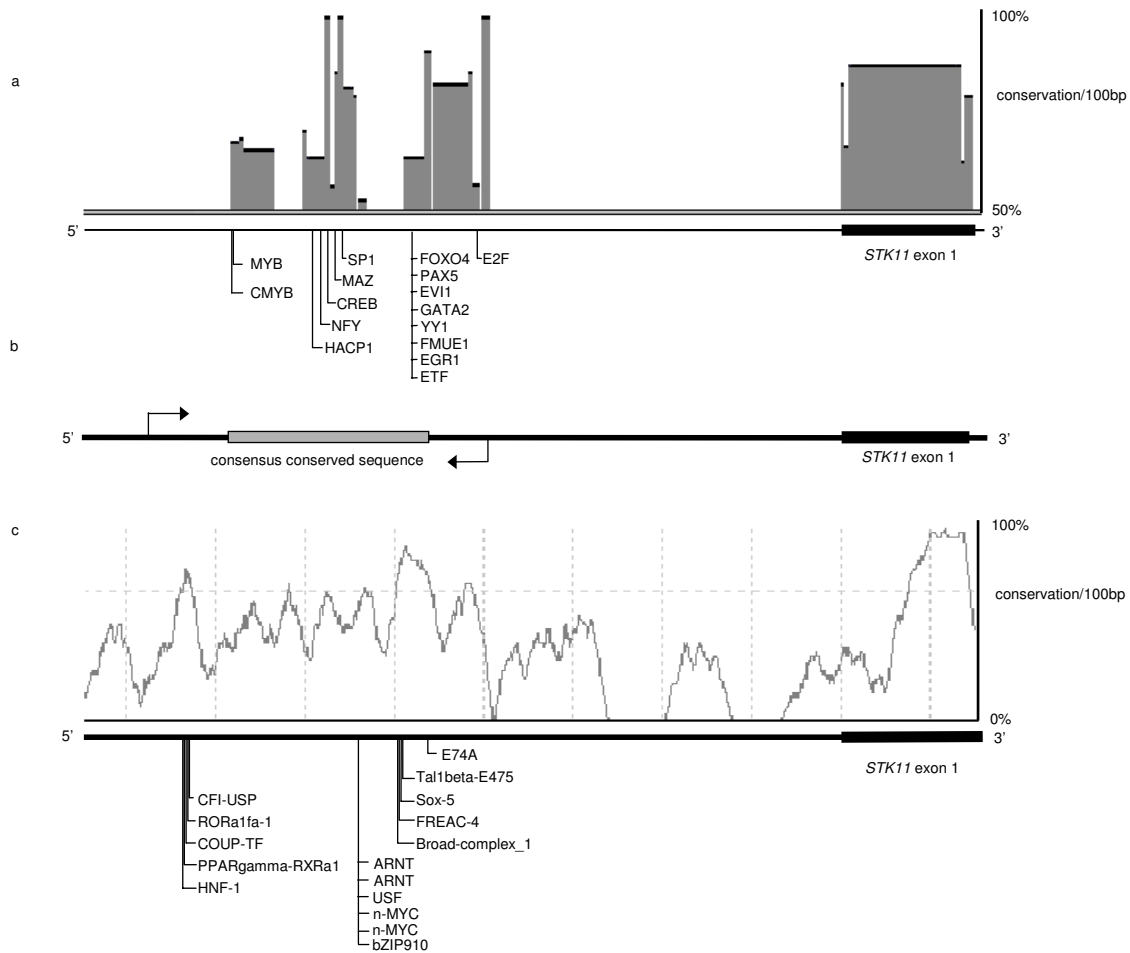 a
100%
conservation/100bp
50%
5’
3’
STK11 exon 1
MYB
CMYB
SP1
MAZ
CREB
NFY
HACP1
FOXO4
PAX5
EVI1
GATA2
YY1
FMUE1
EGR1
ETF
E2F
b
5’
3’
consensus conserved sequence
STK11 exon 1
c
100%
conservation/100bp
0%
5’
3’
STK11 exon 1
CFI-USP
RORa1fa-1
COUP-TF
PPARgamma-RXRa1
HNF-1
E74A
Tal1beta-E475
Sox-5
FREAC-4
Broad-complex_1
ARNT
ARNT
USF
n-MYC
n-MYC
bZIP910